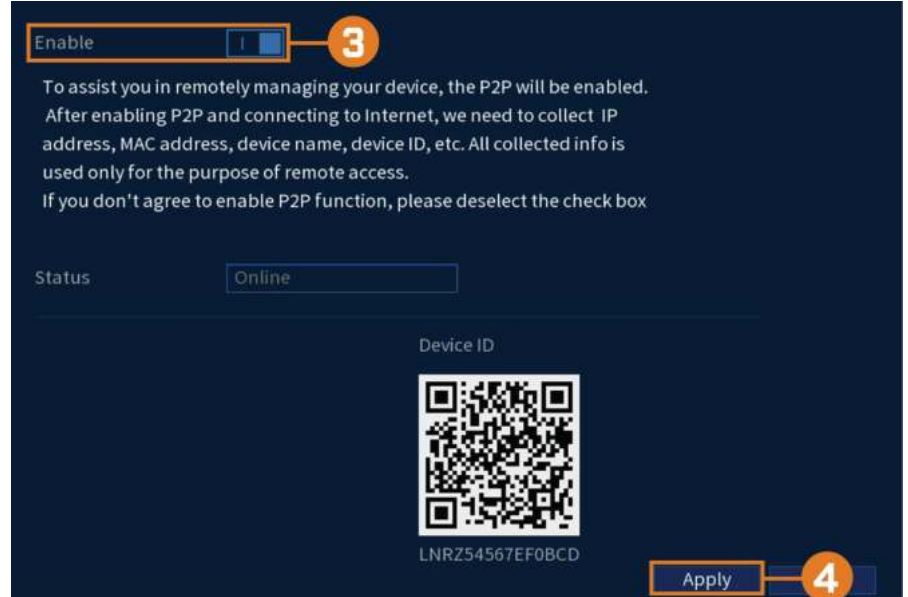 Enable
3
To assist you in remotely managing your device, the P2P will be enabled.
After enabling P2P and connecting to Internet, we need to collect IP
address, MAC address, device name, device ID, etc. All collected info is
used only for the purpose of remote access.
If you don't agree to enable P2P function, please deselect the check box
Status
Online
Device ID
LNRZ54567EF0BCD
Apply
4